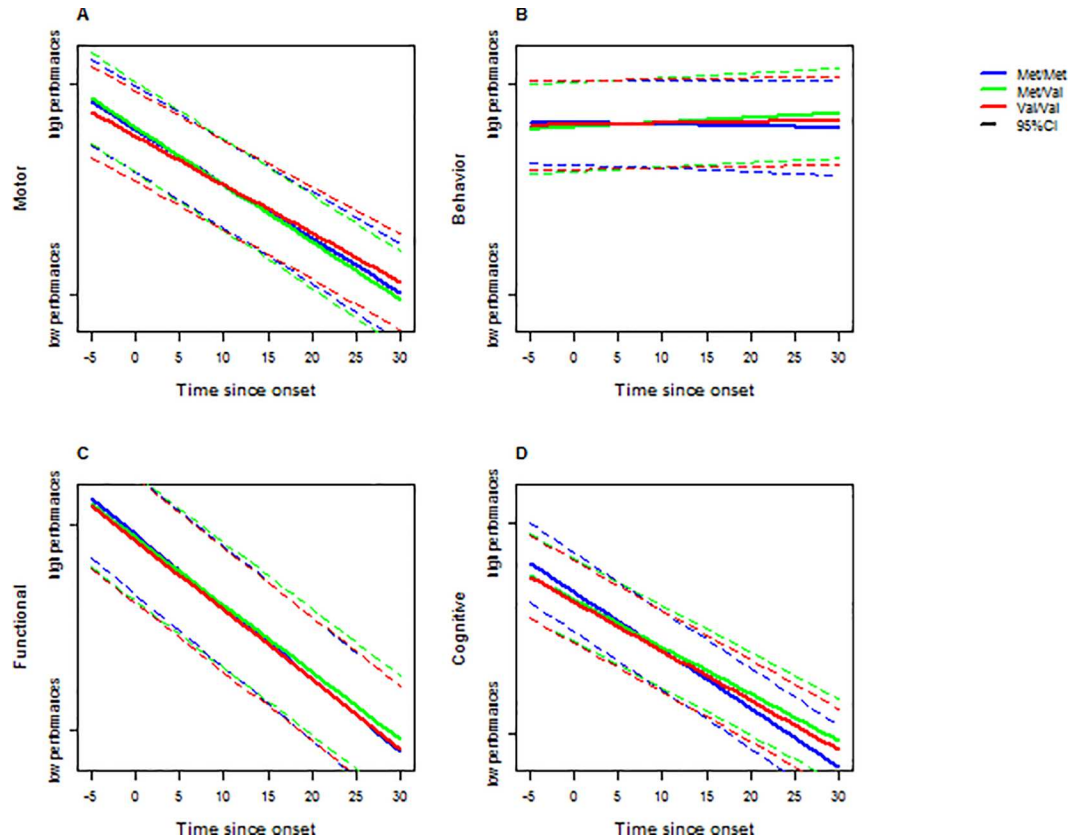 A
high performances
low performances
Motor
-5 0 5 10 15 20 25 30
Time since onset
B
high performances
low performances
Behavior
-5 0 5 10 15 20 25 30
Time since onset
Met/Met
Met/Val
Val/Val
95%CI
C
high performances
low performances
Functional
-5 0 5 10 15 20 25 30
Time since onset
D
high performances
low performances
Cognitive
-5 0 5 10 15 20 25 30
Time since onset